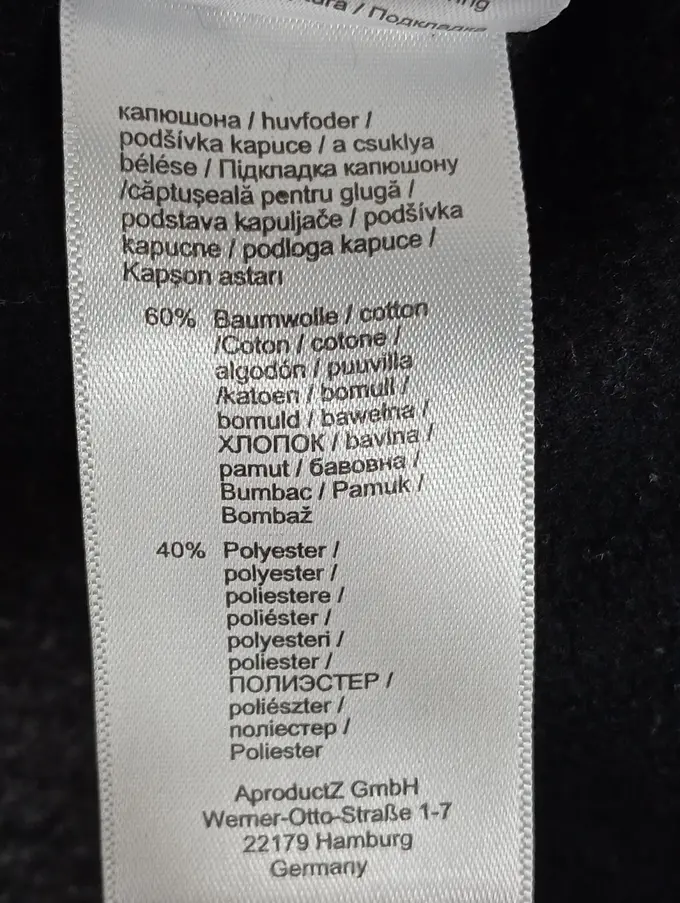 / Подкладка
капюшона / huvfoder /
podšívka kapuce / a csuklya
bélése / Підкладка капюшону
/căptuşeală pentru glugă /
podstava kapuljače / podšívka
kapucne / podloga kapuce /
Kapşon astarı
60% Baumwolle / cotton
/Coton / cotone /
algodón / puuvilla
/katoen / bomull /
bomuld / bawełna /
ХЛОПОК / bavlna /
pamut / бавовна /
Bumbac / Pamuk /
Bombaž
40% Polyester /
polyester /
poliestere /
poliéster /
polyesteri /
poliester /
ПОЛИЭСТЕР /
poliészter /
поліестер /
Poliester
AproductZ GmbH
Werner-Otto-Straße 1-7
22179 Hamburg
Germany